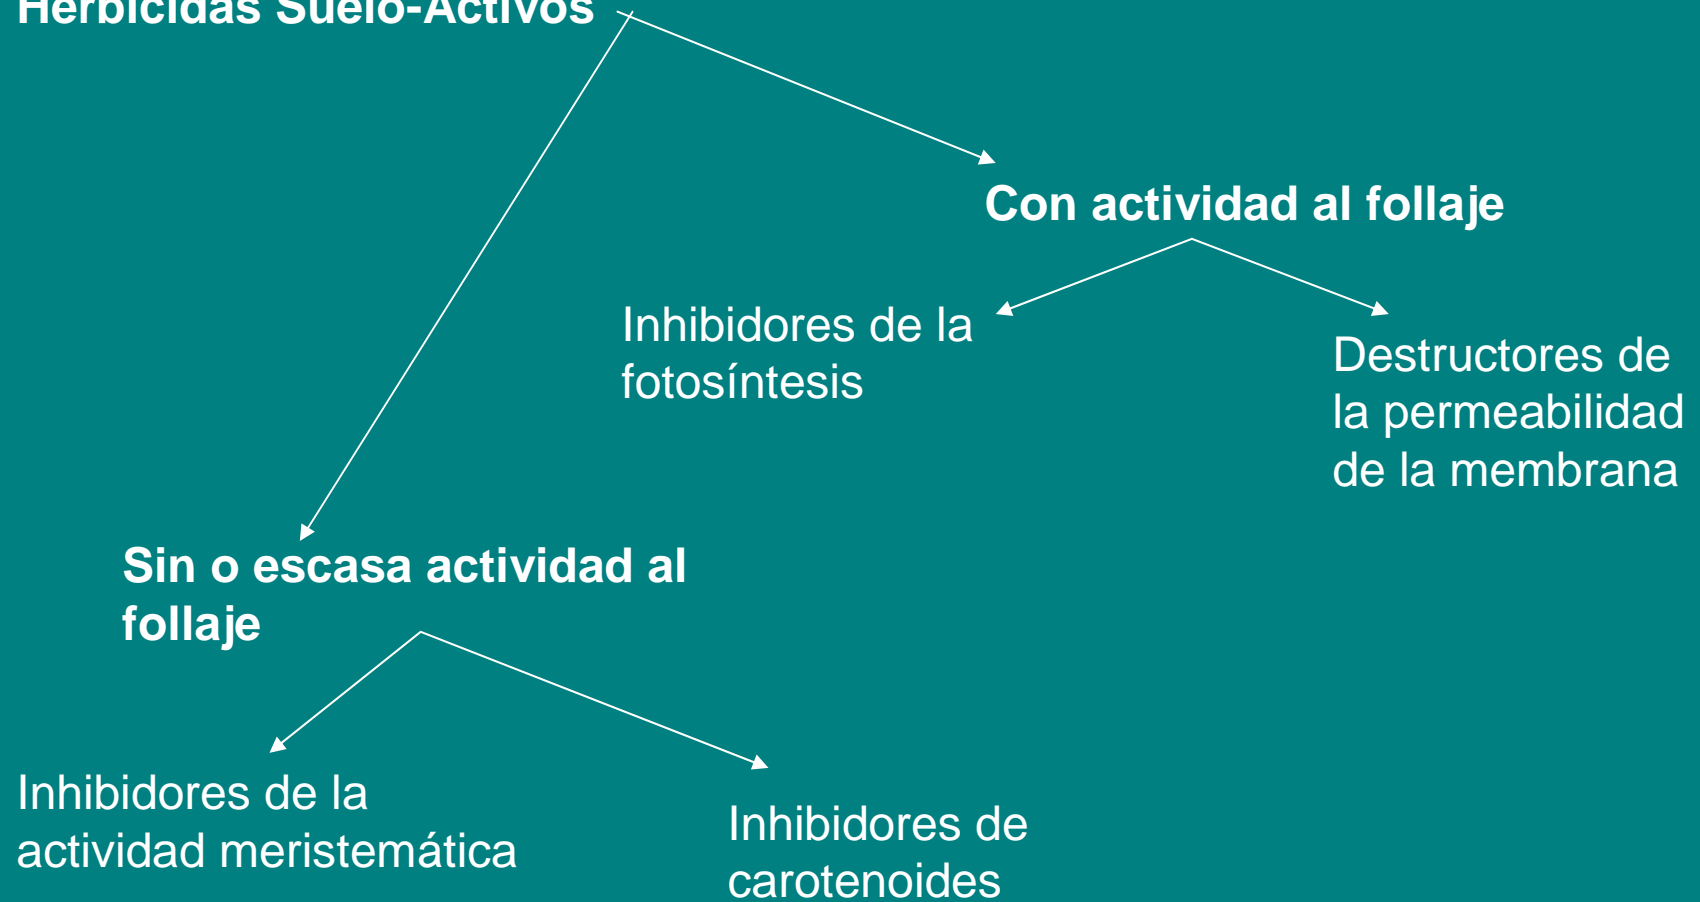 Herbicidas Suelo-Activos
Con actividad al follaje
Inhibidores de la
fotosíntesis
Destructores de
la permeabilidad
de la membrana
Sin o escasa actividad al
follaje
Inhibidores de la
actividad meristemática
Inhibidores de
carotenoides